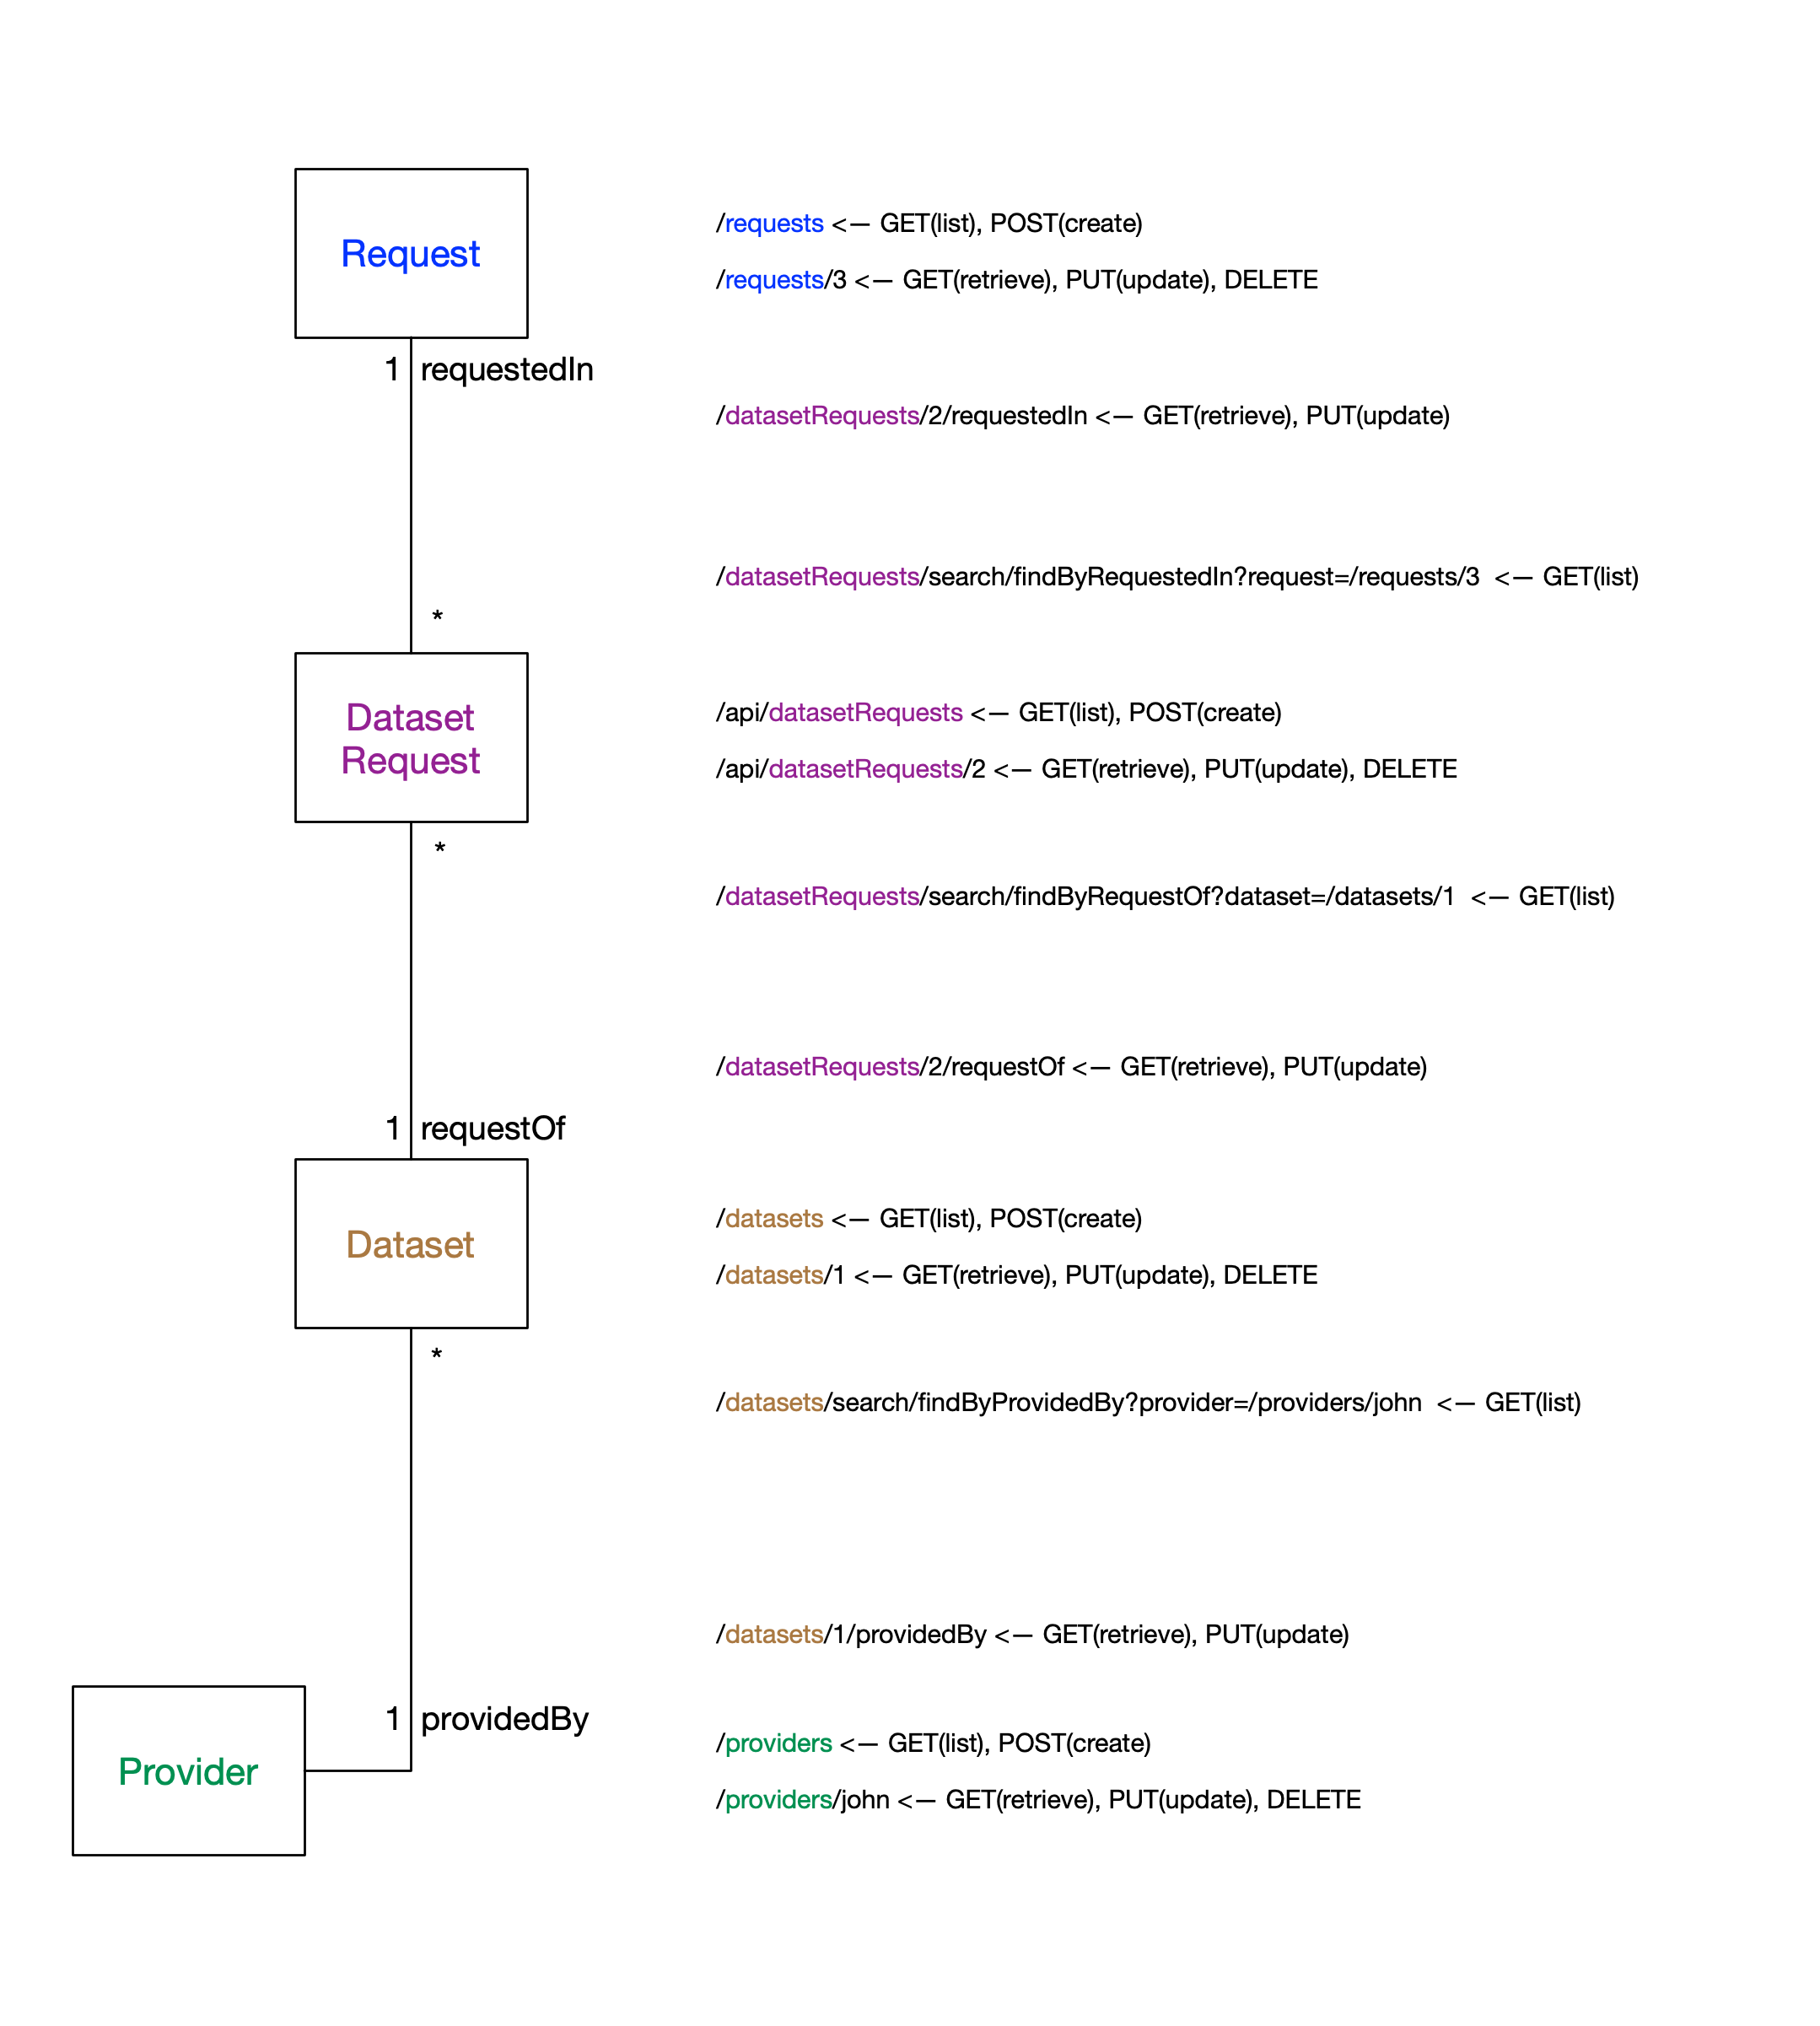 Request
/requests <— GET(list), POST(create)
/requests/3 <— GET(retrieve), PUT(update), DELETE
1 requestedIn
/datasetRequests/2/requestedIn <— GET(retrieve), PUT(update)
/datasetRequests/search/findByRequestedIn?request=/requests/3 <— GET(list)
*
Dataset
Request
/api/datasetRequests <— GET(list), POST(create)
/api/datasetRequests/2 <— GET(retrieve), PUT(update), DELETE
*
/datasetRequests/search/findByRequestOf?dataset=/datasets/1 <— GET(list)
/datasetRequests/2/requestOf <— GET(retrieve), PUT(update)
1 requestOf
Dataset
/datasets <— GET(list), POST(create)
/datasets/1 <— GET(retrieve), PUT(update), DELETE
*
/datasets/search/findByProvidedBy?provider=/providers/john <— GET(list)
/datasets/1/providedBy <— GET(retrieve), PUT(update)
1 providedBy
Provider
/providers <— GET(list), POST(create)
/providers/john <— GET(retrieve), PUT(update), DELETE